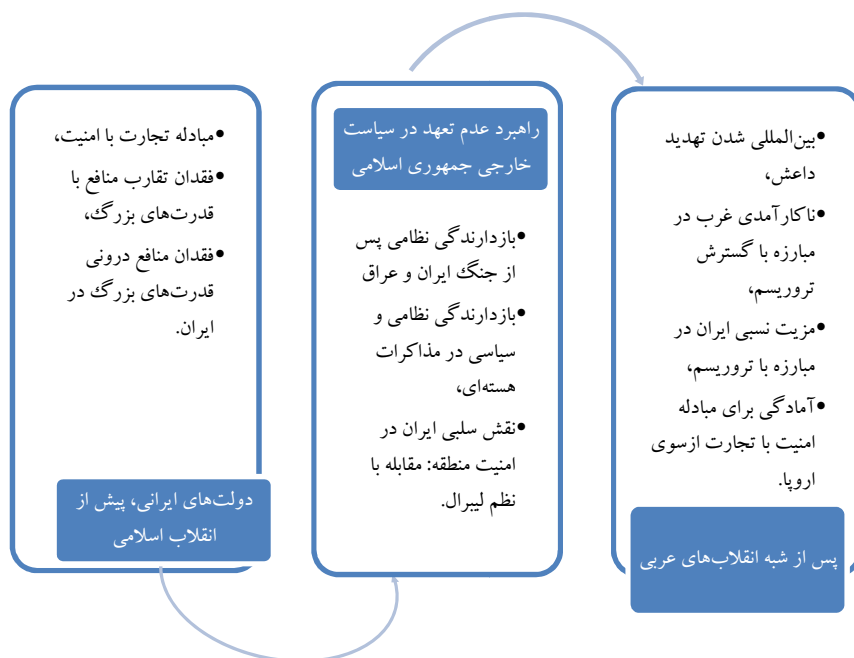 •مبادله تجارت با امنیت،
•فقدان تقارب منافع با
قدرت‌های بزرگ،
•فقدان منافع درونی
قدرت‌های بزرگ در
ایران.
دولت‌های ایرانی، پیش از
انقلاب اسلامی
راهبرد عدم تعهد در سیاست
خارجی جمهوری اسلامی
•بازدارندگی نظامی پس
از جنگ ایران و عراق
•بازدارندگی نظامی و
سیاسی در مذاکرات
هسته‌ای،
•نقش سلبی ایران در
امنیت منطقه: مقابله با
نظم لیبرال.
•بین‌المللی شدن تهدید
داعش،
•ناکارآمدی غرب در
مبارزه با گسترش
تروریسم،
•مزیت نسبی ایران در
مبارزه با تروریسم،
•آمادگی برای مبادله
امنیت با تجارت ازسوی
اروپا.
پس از شبه انقلاب‌های عربی